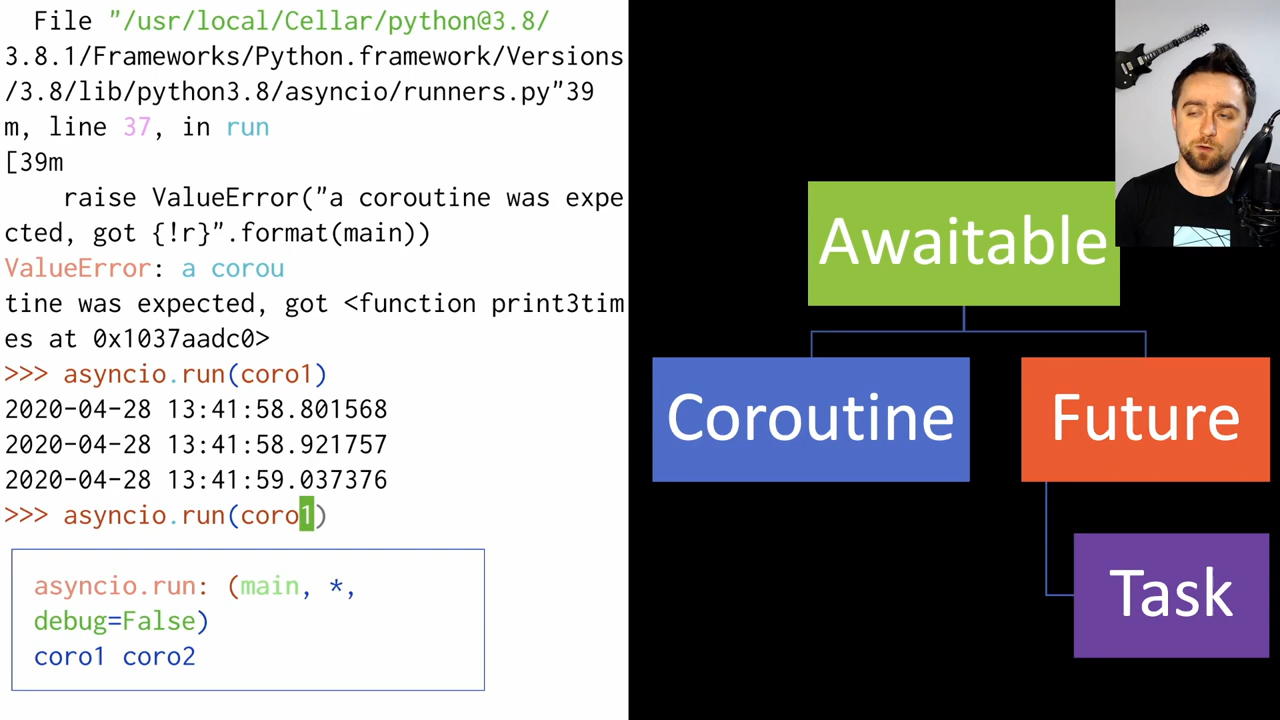 File "/usr/local/Cellar/python@3.8/
3.8.1/Frameworks/Python.framework/Versions
/3.8/lib/python3.8/asyncio/runners.py"39
m, line 37, in run
[39m
raise ValueError("a coroutine was expe
cted, got {!r}".format(main))
ValueError: a corou
tine was expected, got <function print3tim
es at 0x1037aadc0>
>>> asyncio.run(coro1)
2020-04-28 13:41:58.801568
2020-04-28 13:41:58.921757
2020-04-28 13:41:59.037376
>>> asyncio.run(coro1)
asyncio.run: (main, *,
debug=False)
coro1 coro2
Awaitable
Coroutine
Future
Task